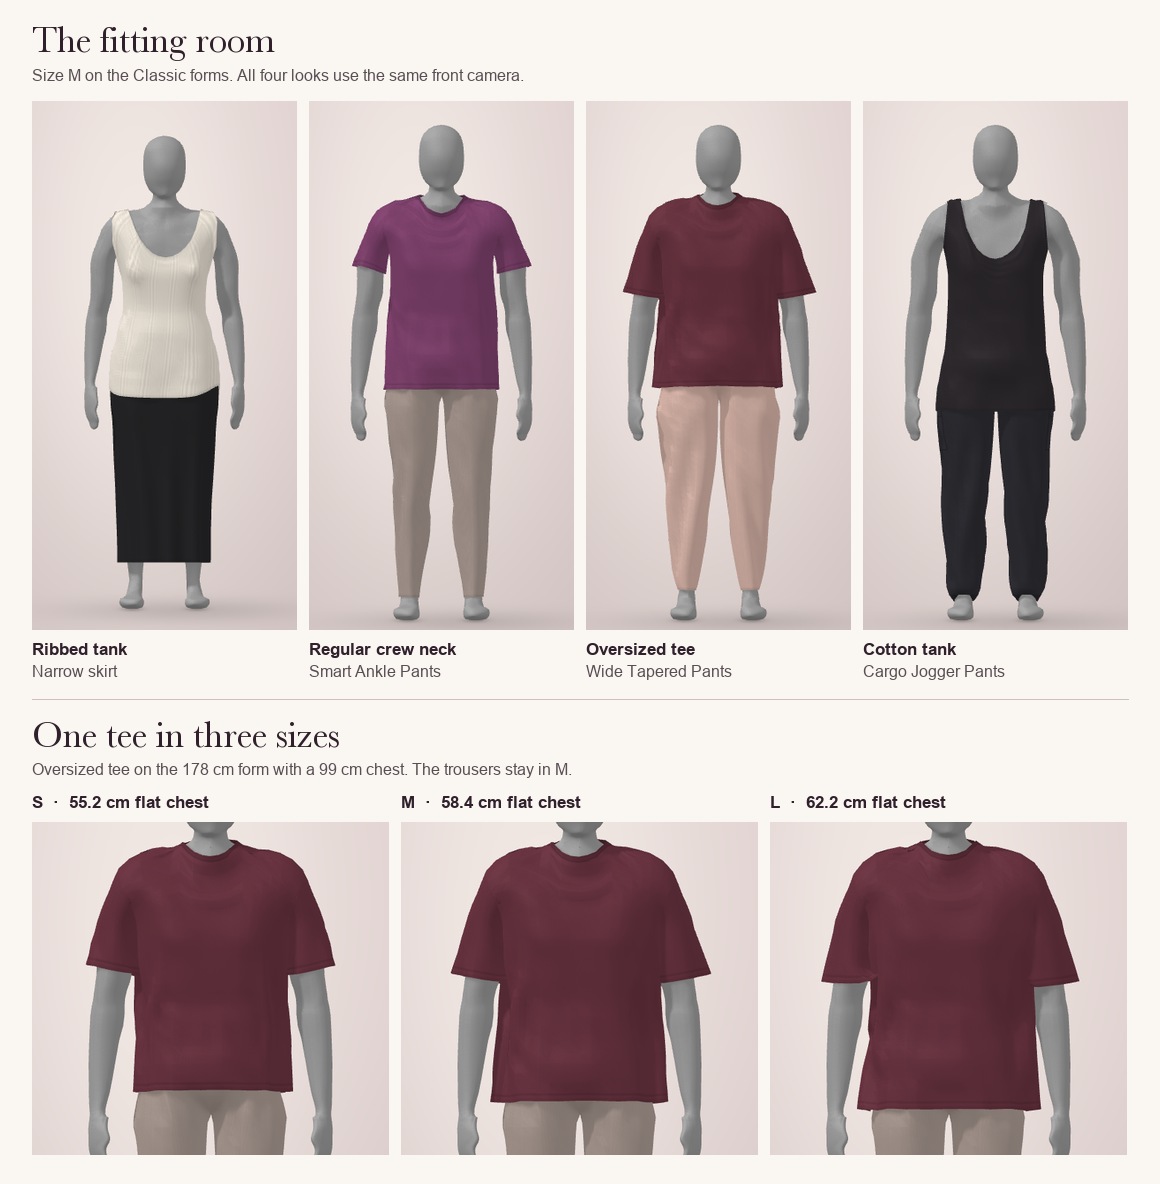 The fitting room
Size M on the Classic forms. All four looks use the same front camera.
Ribbed tank
Narrow skirt
Regular crew neck
Smart Ankle Pants
Oversized tee
Wide Tapered Pants
Cotton tank
Cargo Jogger Pants
One tee in three sizes
Oversized tee on the 178 cm form with a 99 cm chest. The trousers stay in M.
S · 55.2 cm flat chest
M · 58.4 cm flat chest
L · 62.2 cm flat chest